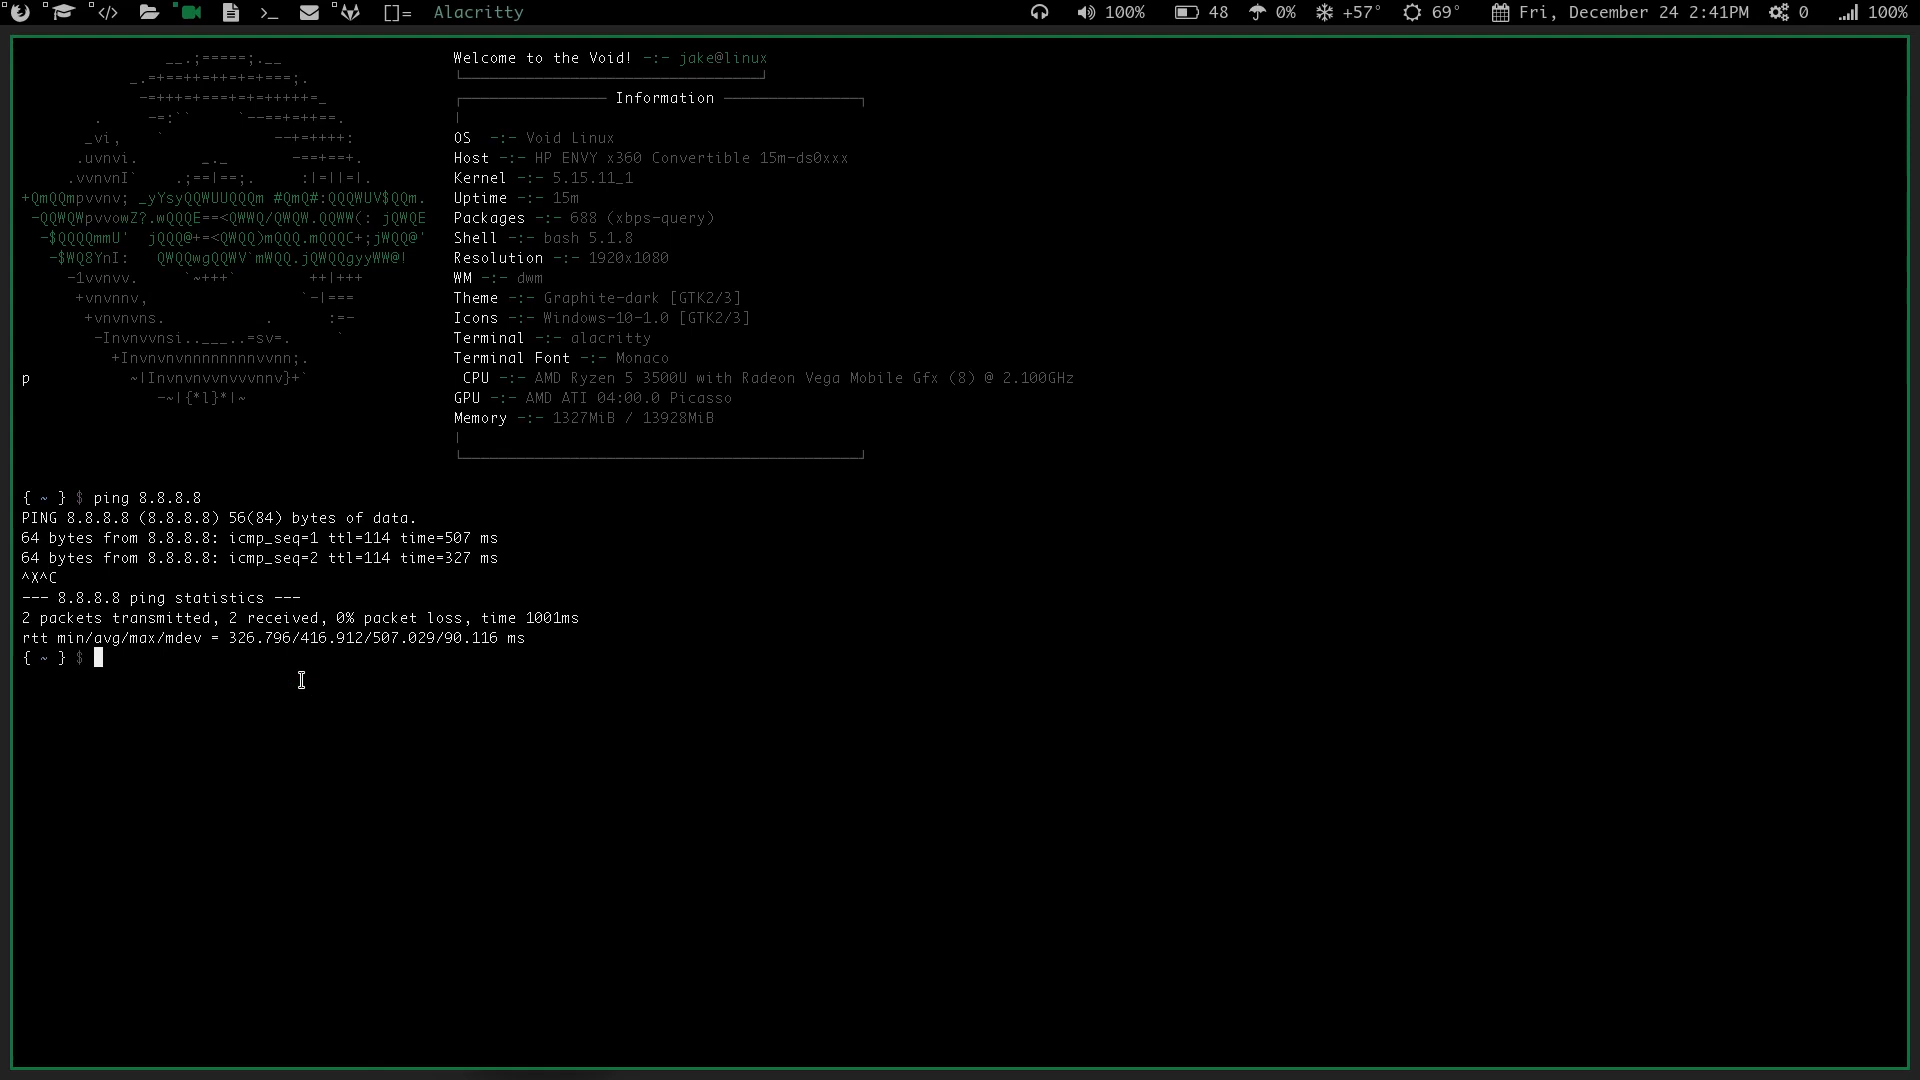 []= Alacritty 100% 48 0% +57° 69° Fri, December 24 2:41PM 0 100%
Welcome to the Void! -:- jake@linux
Information
OS -:- Void Linux
Host -:- HP ENVY x360 Convertible 15m-ds0xxx
Kernel -:- 5.15.11_1
Uptime -:- 15m
Packages -:- 688 (xbps-query)
Shell -:- bash 5.1.8
Resolution -:- 1920x1080
WM -:- dwm
Theme -:- Graphite-dark [GTK2/3]
Icons -:- Windows-10-1.0 [GTK2/3]
Terminal -:- alacritty
Terminal Font -:- Monaco
p
CPU -:- AMD Ryzen 5 3500U with Radeon Vega Mobile Gfx (8) @ 2.100GHz
GPU -:- AMD ATI 04:00.0 Picasso
Memory -:- 1327MiB / 13928MiB
{ ~ } $ ping 8.8.8.8
PING 8.8.8.8 (8.8.8.8) 56(84) bytes of data.
64 bytes from 8.8.8.8: icmp_seq=1 ttl=114 time=507 ms
64 bytes from 8.8.8.8: icmp_seq=2 ttl=114 time=327 ms
^X^C
--- 8.8.8.8 ping statistics ---
2 packets transmitted, 2 received, 0% packet loss, time 1001ms
rtt min/avg/max/mdev = 326.796/416.912/507.029/90.116 ms
{ ~ } $